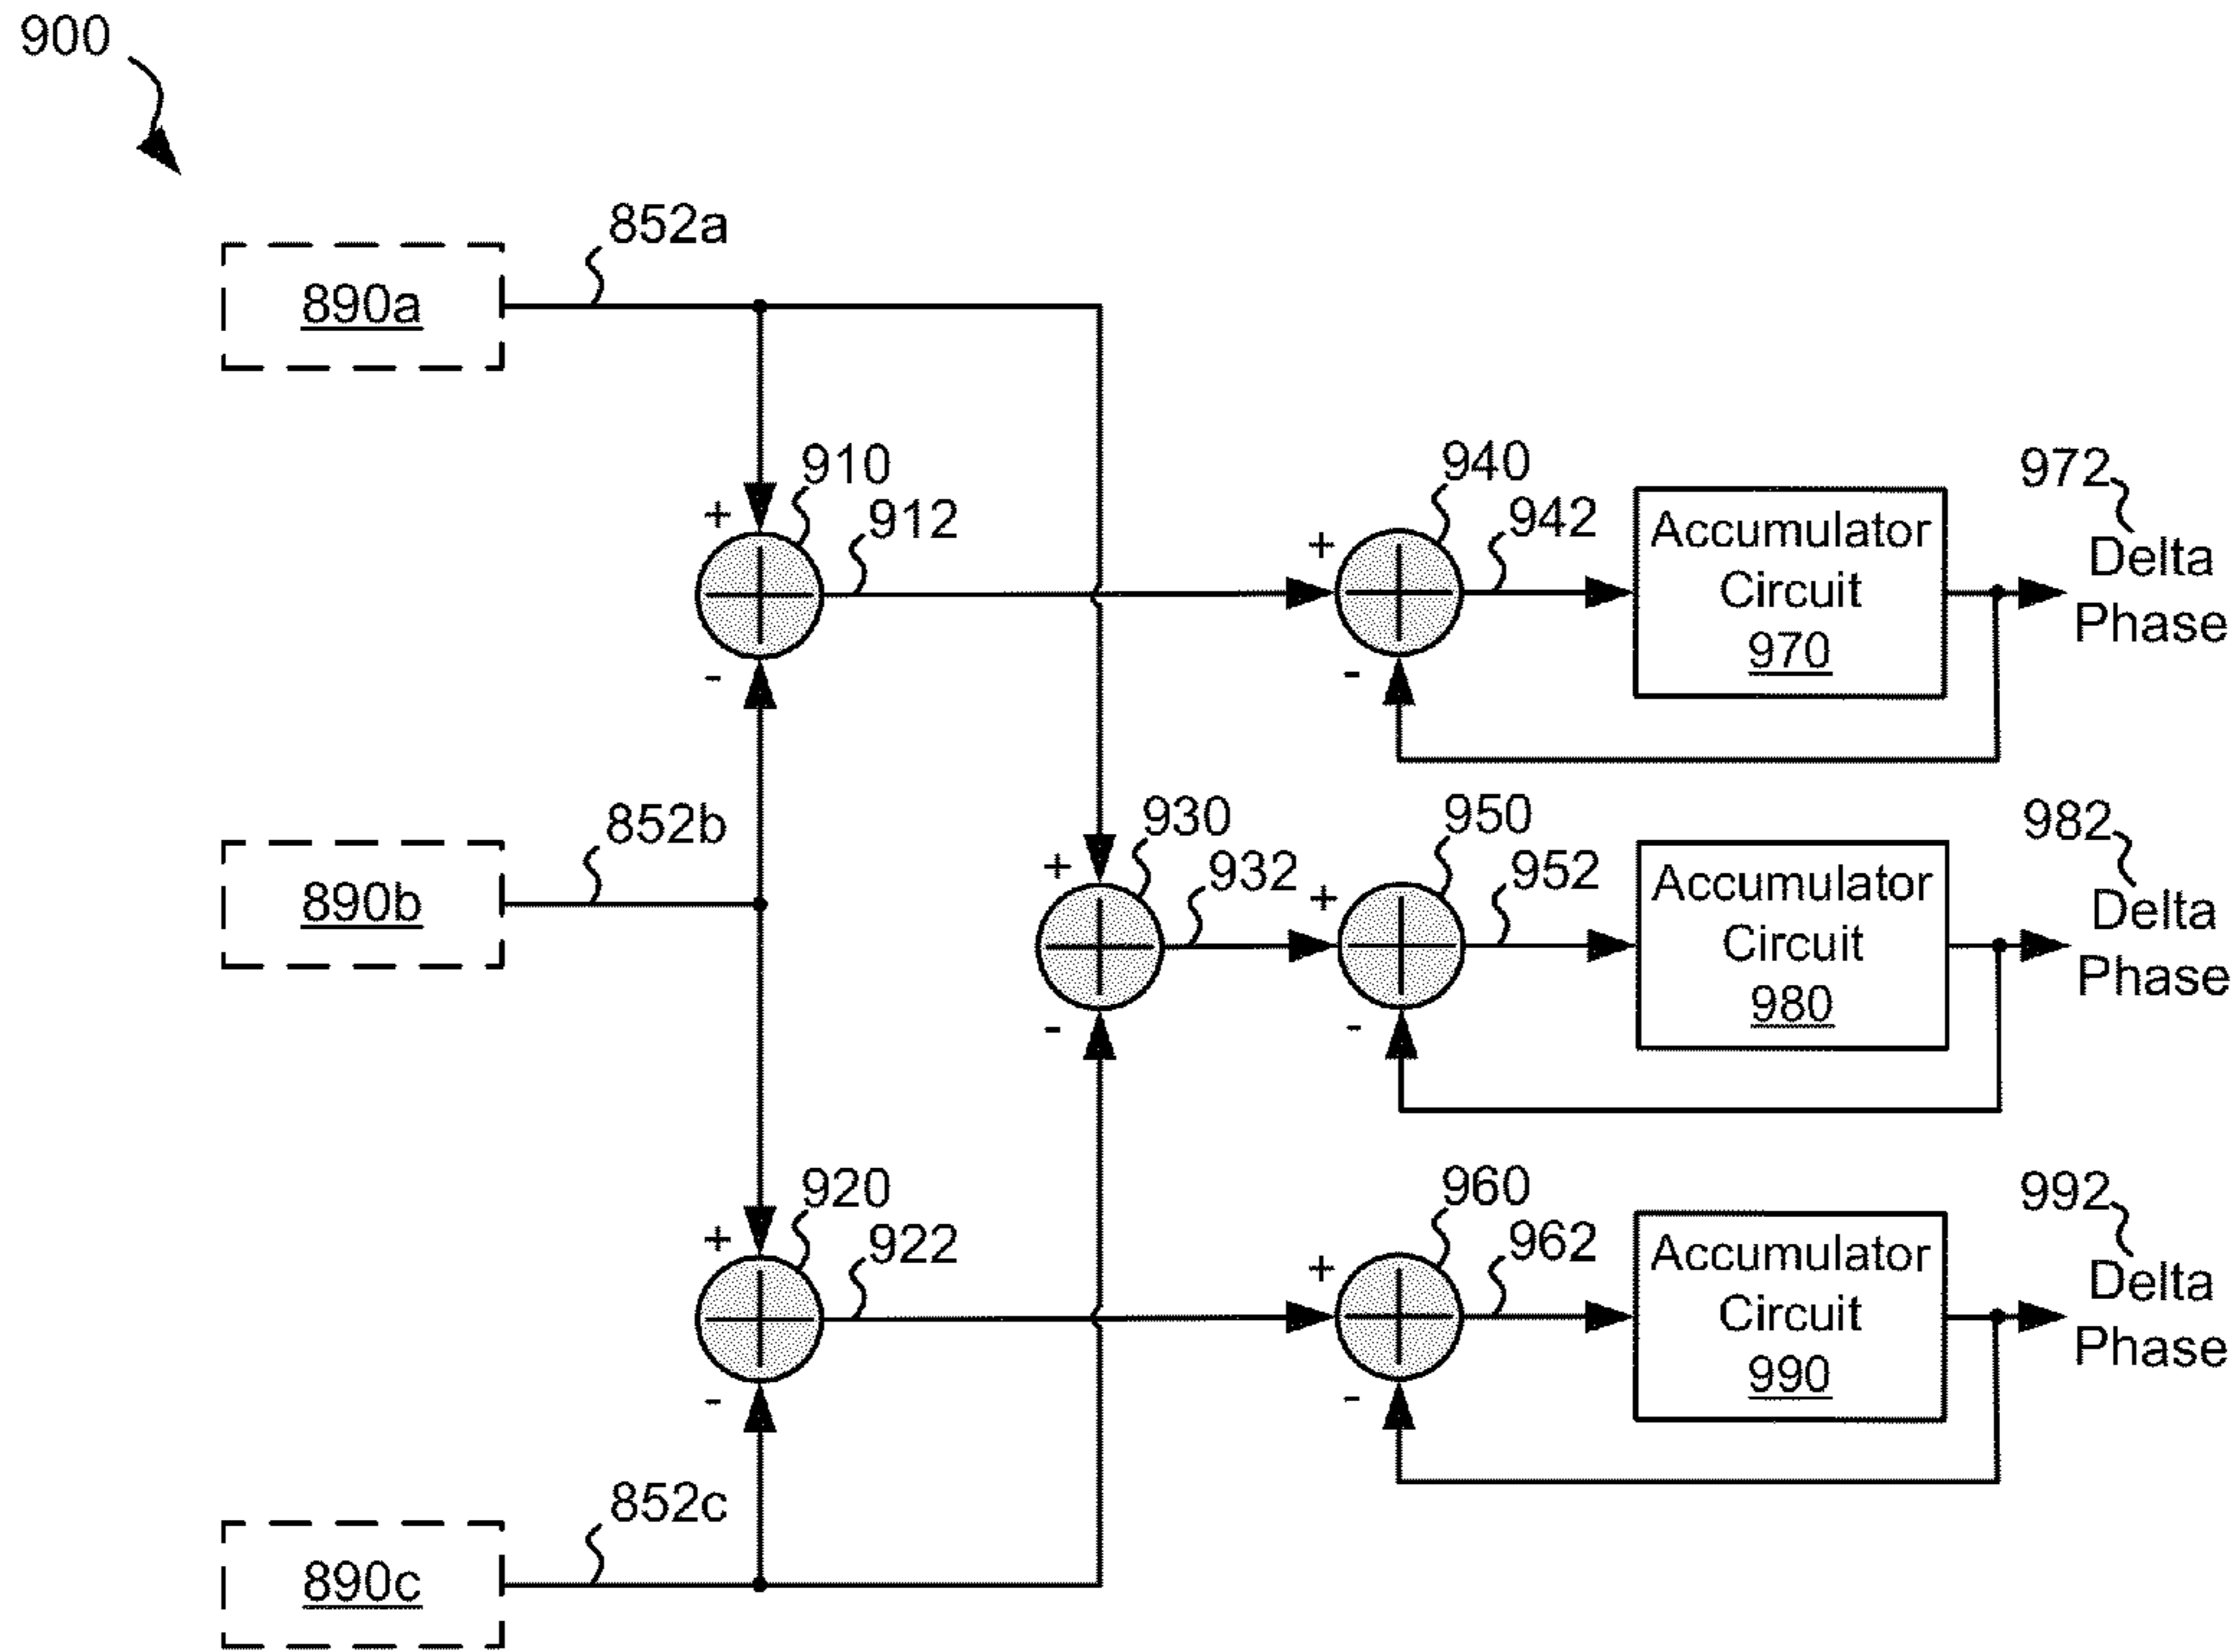 900
852a
890a
910
912
+
-
940
942
+
-
Accumulator
Circuit
970
972
Delta
Phase
852b
890b
930
932
+
-
950
952
+
-
Accumulator
Circuit
980
982
Delta
Phase
920
922
+
-
960
962
+
-
Accumulator
Circuit
990
992
Delta
Phase
852c
890c